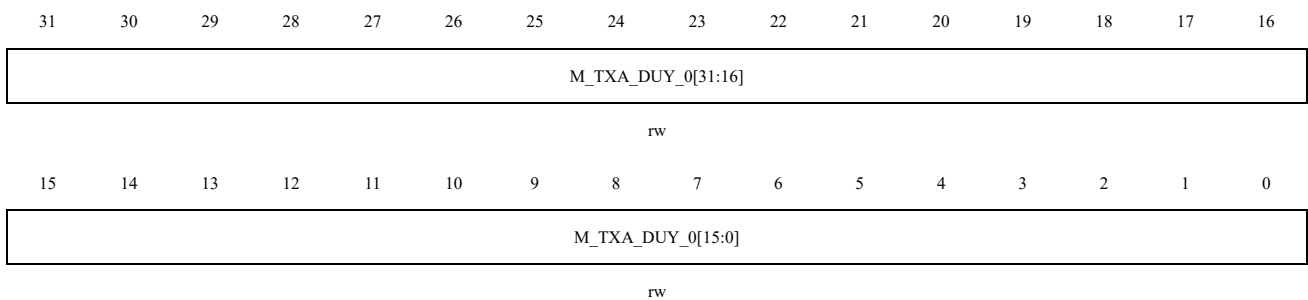 31 30 29 28 27 26 25 24 23 22 21 20 19 18 17 16
M_TXA_DUY_0[31:16]
rw
15 14 13 12 11 10 9 8 7 6 5 4 3 2 1 0
M_TXA_DUY_0[15:0]
rw